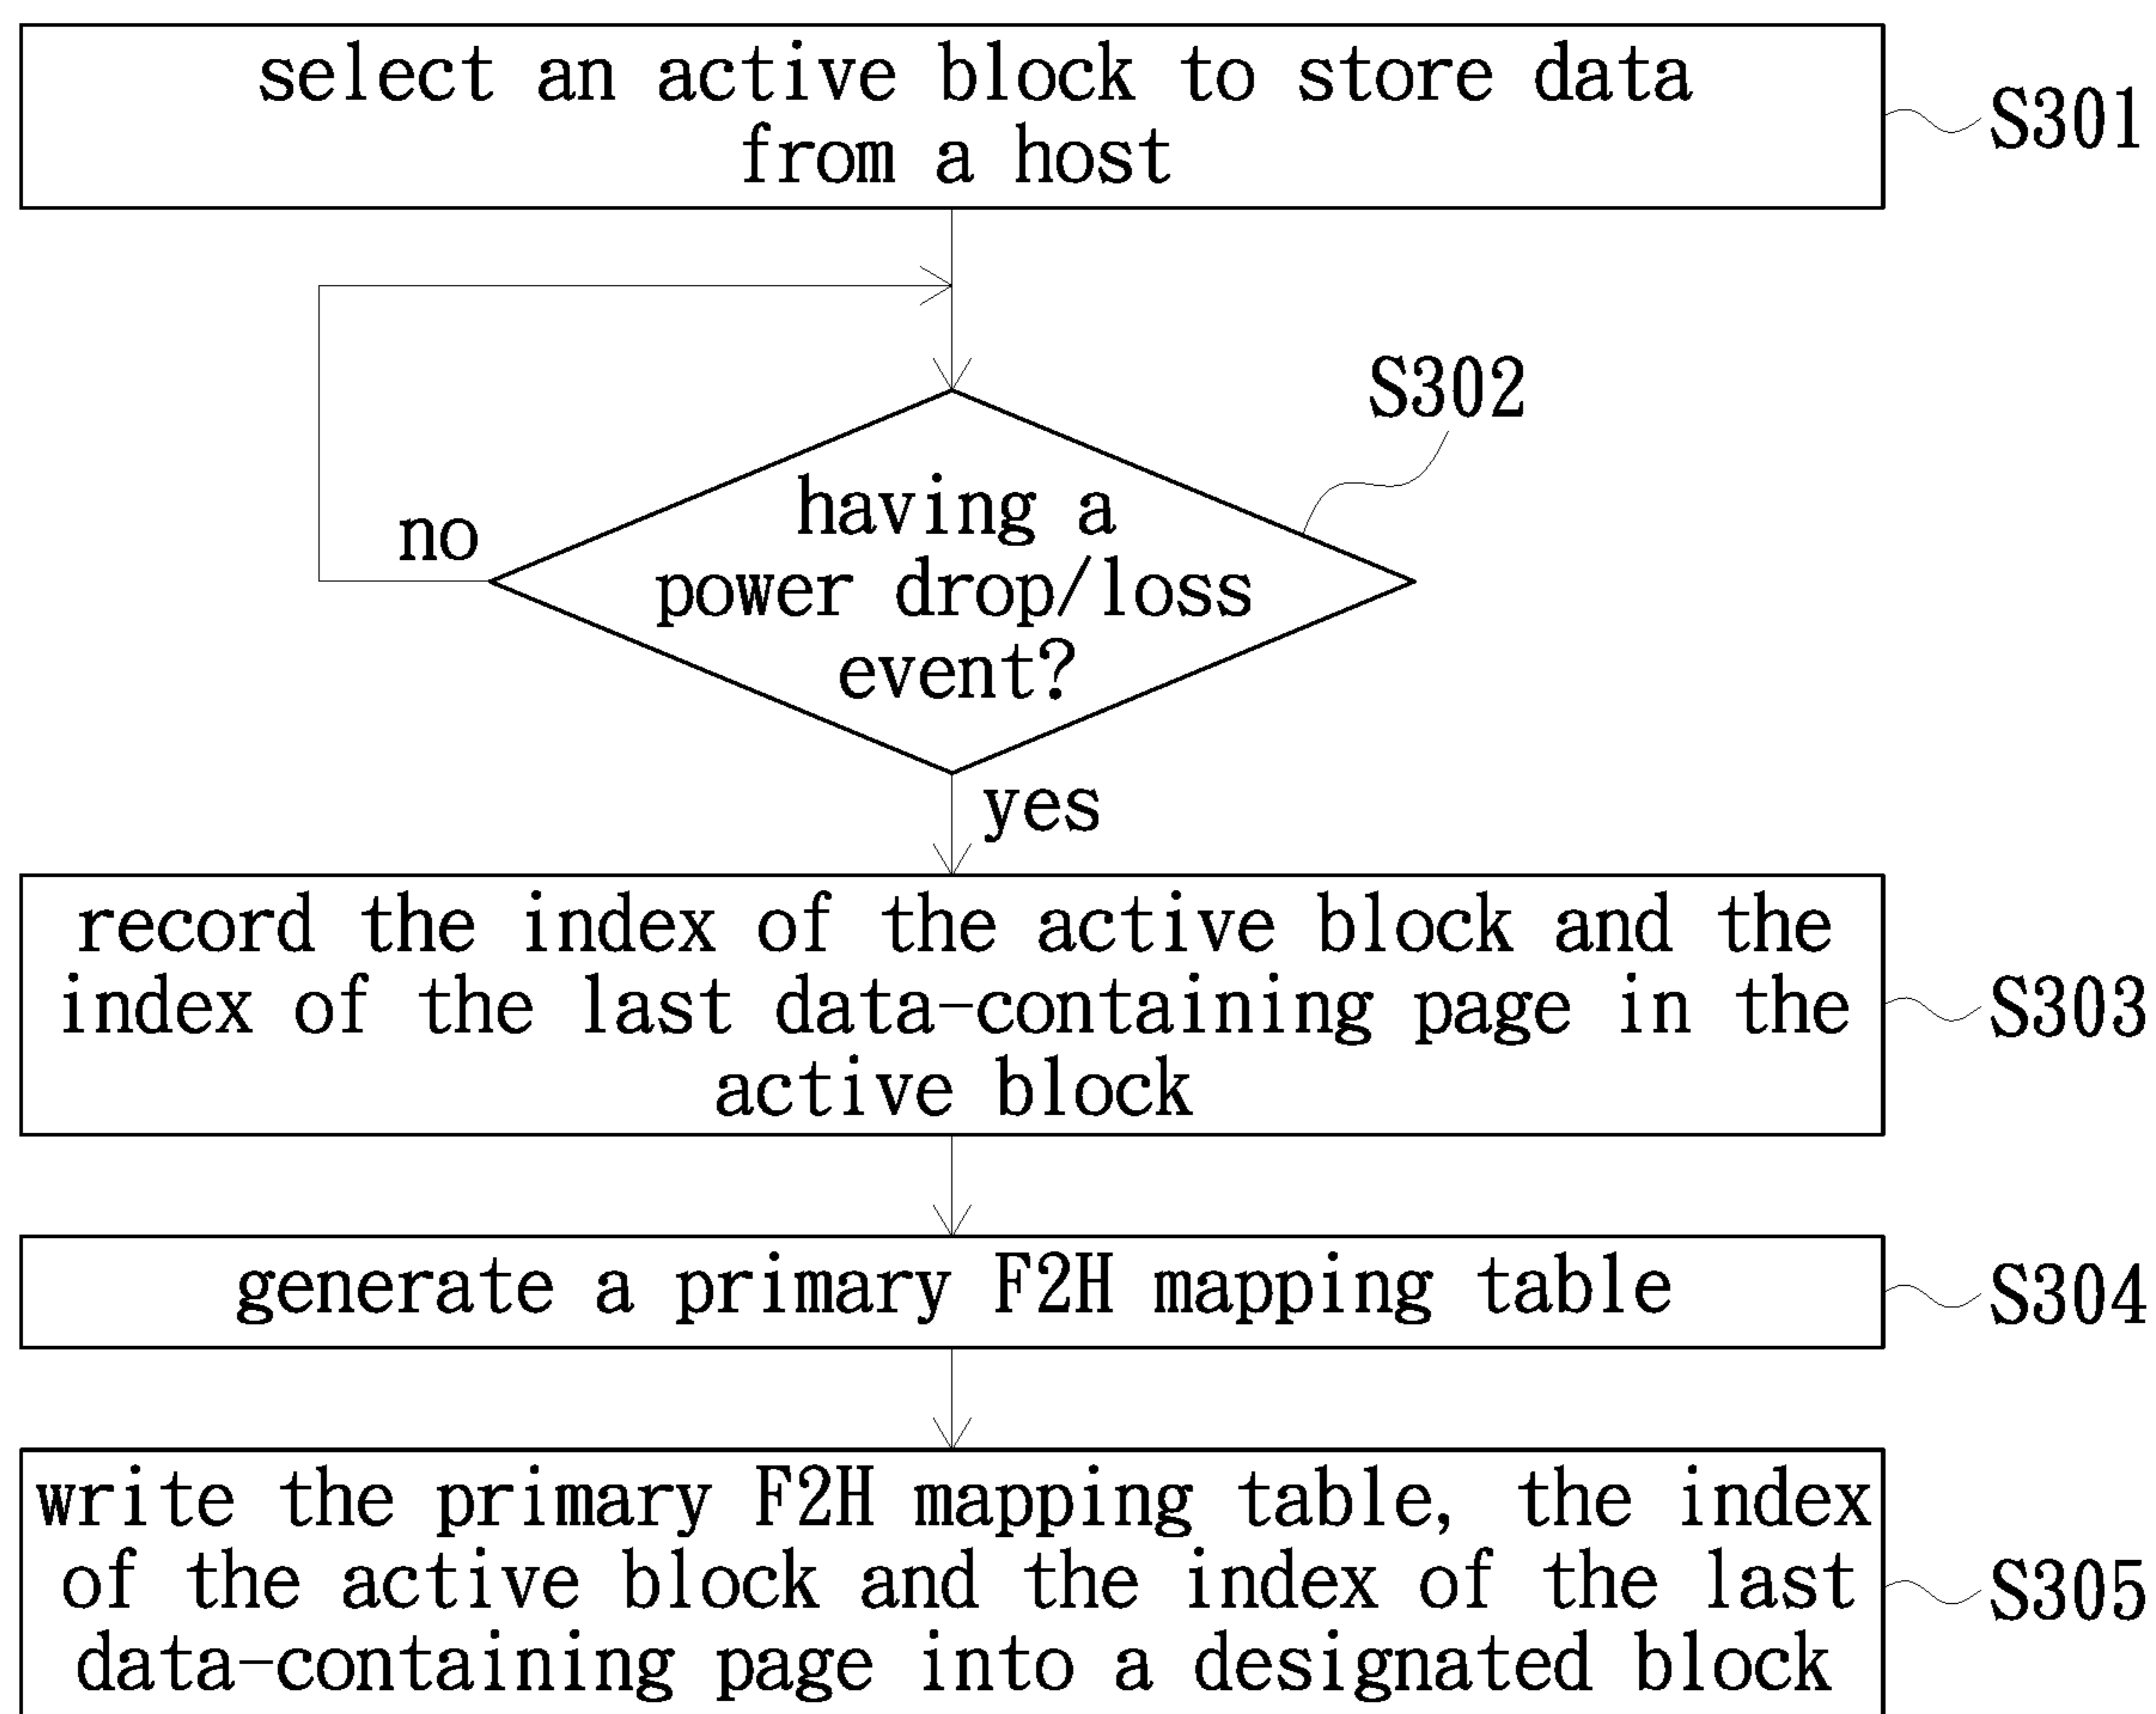 select an active block to store data
from a host
S301
S302
having a
power drop/loss
event?
no
yes
record the index of the active block and the
index of the last data-containing page in the
active block
S303
generate a primary F2H mapping table
S304
write the primary F2H mapping table, the index
of the active block and the index of the last
data-containing page into a designated block
S305